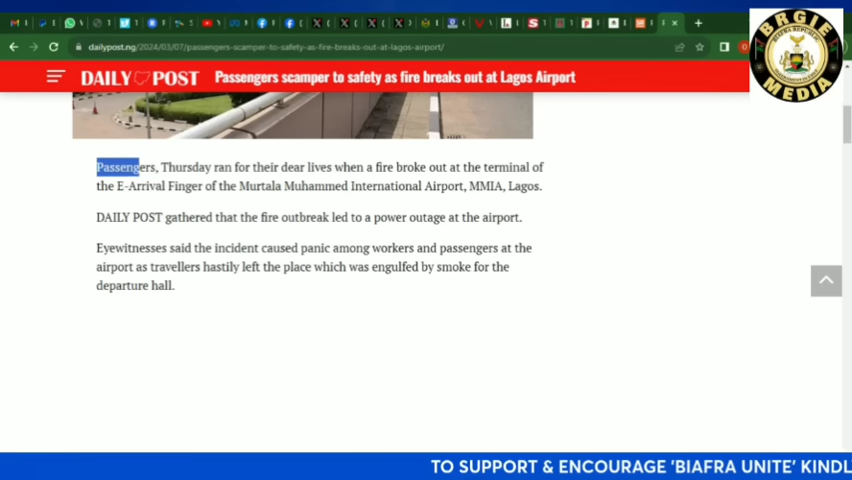 dailypost.ng/2024/03/07/passengers-scamper-to-safety-as-fire-breaks-out-at-lagos-airport/
BRGIE
MEDIA
DAILY POST Passengers scamper to safety as fire breaks out at Lagos Airport
Passengers, Thursday ran for their dear lives when a fire broke out at the terminal of
the E-Arrival Finger of the Murtala Muhammed International Airport, MMIA, Lagos.
DAILY POST gathered that the fire outbreak led to a power outage at the airport.
Eyewitnesses said the incident caused panic among workers and passengers at the
airport as travellers hastily left the place which was engulfed by smoke for the
departure hall.
TO SUPPORT & ENCOURAGE 'BIAFRA UNITE' KINDL